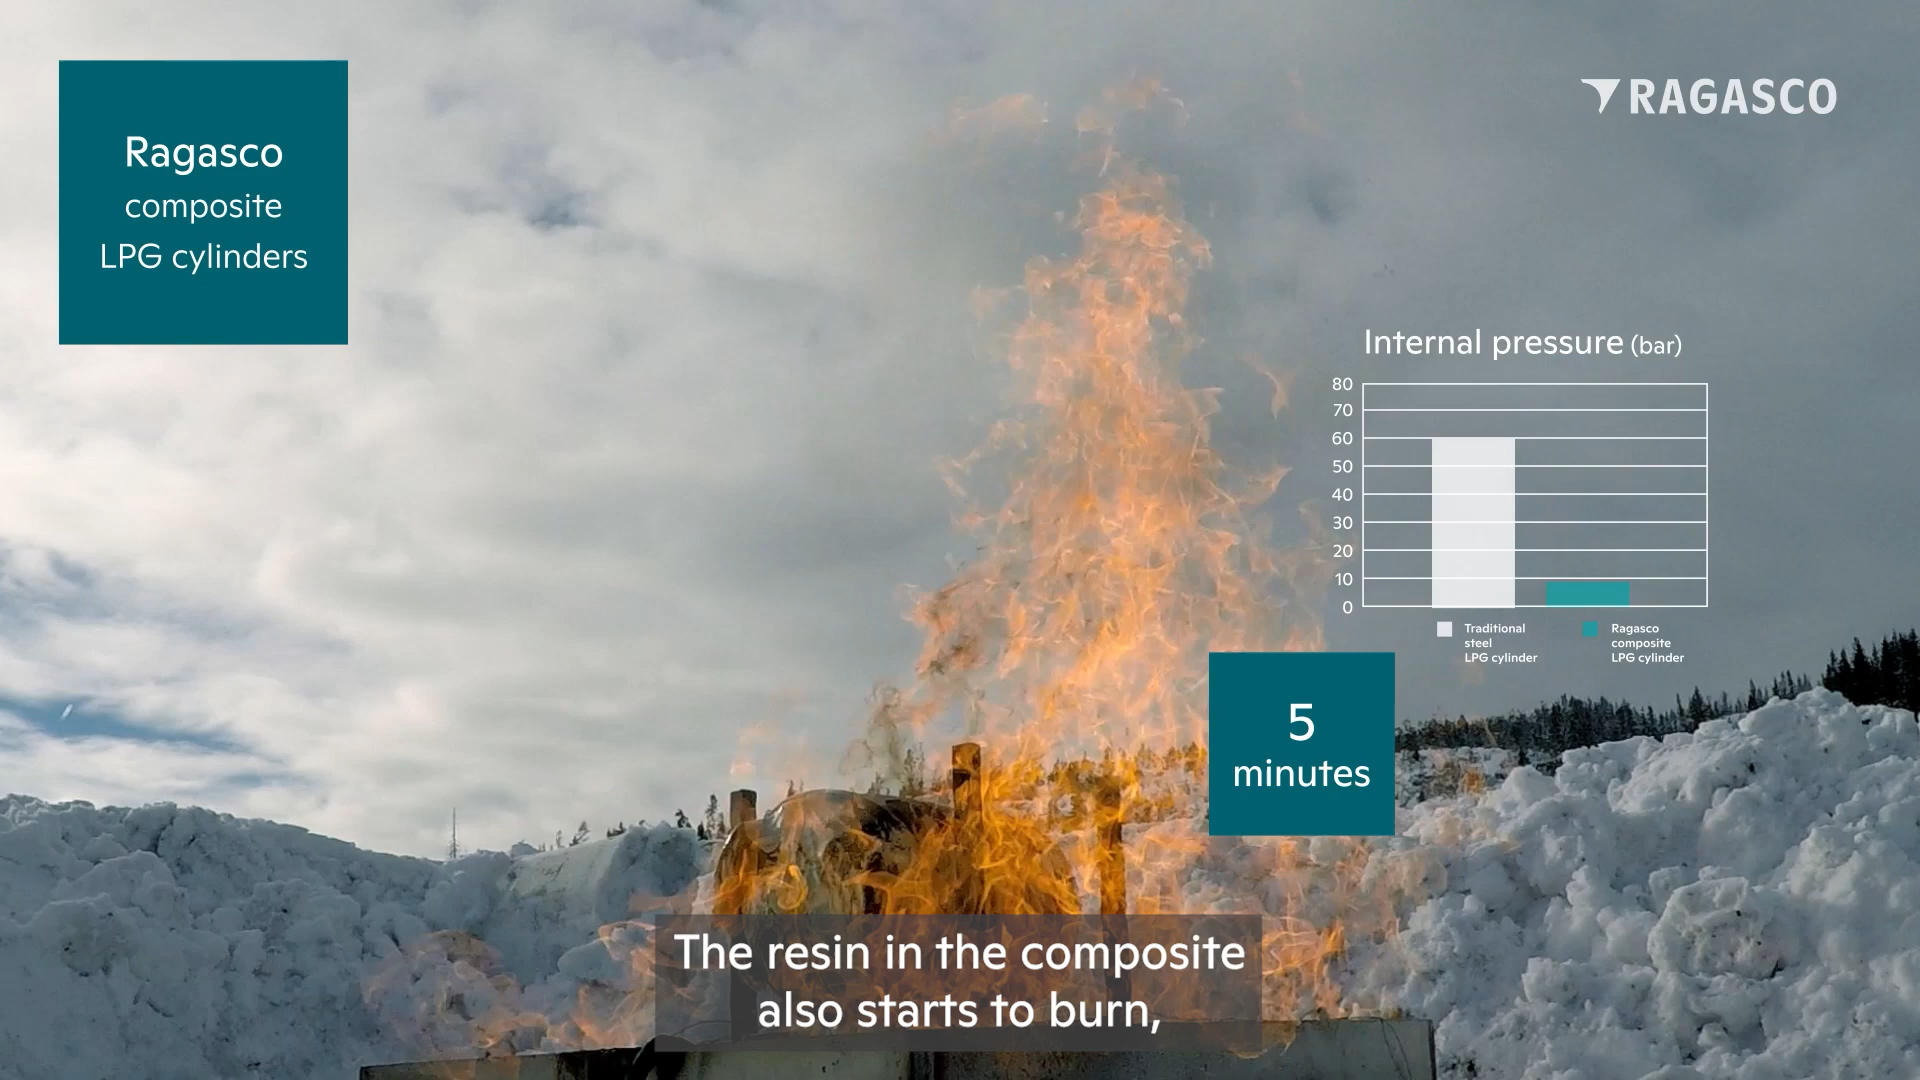 Ragasco
composite
LPG cylinders
RAGASCO
Internal pressure (bar)
80
70
60
50
40
30
20
10
0
Traditional
steel
LPG cylinder
Ragasco
composite
LPG cylinder
5
minutes
The resin in the composite
also starts to burn,